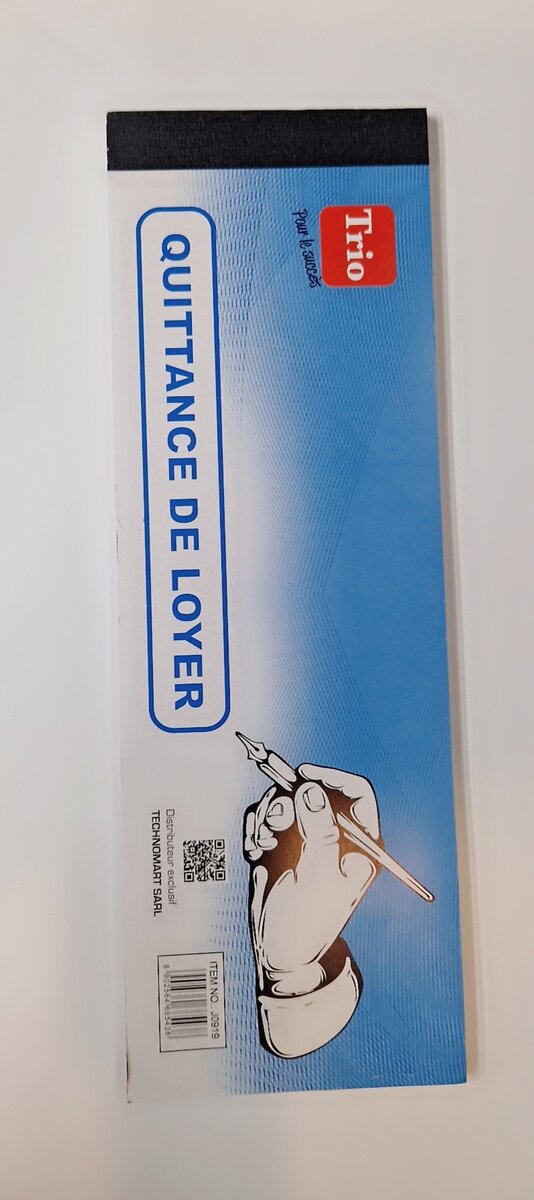 Trio
Pour le succès
QUITTANCE DE LOYER
Distributeur exclusif
TECHNOMART SARL
ITEM NO.: J0919